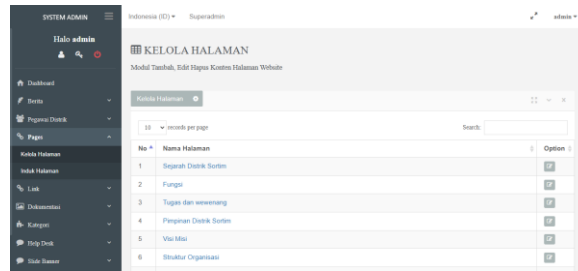 SYSTEM ADMIN
Indonesia (ID)
Superadmin
admin
Halo admin
KELOLA HALAMAN
Modul Tambah, Edit Hapus Konten Halaman Website
Dashboard
Berita
Pegawai Distrik
Pages
Kelola Halaman
Induk Halaman
Link
Dokumentasi
Kategori
Help Desk
Slide Banner
Kelola Halaman
10 records per page
Search:
No Nama Halaman Option
1 Sejarah Distrik Sortim
2 Fungsi
3 Tugas dan wewenang
4 Pimpinan Distrik Sortim
5 Visi Misi
6 Struktur Organisasi